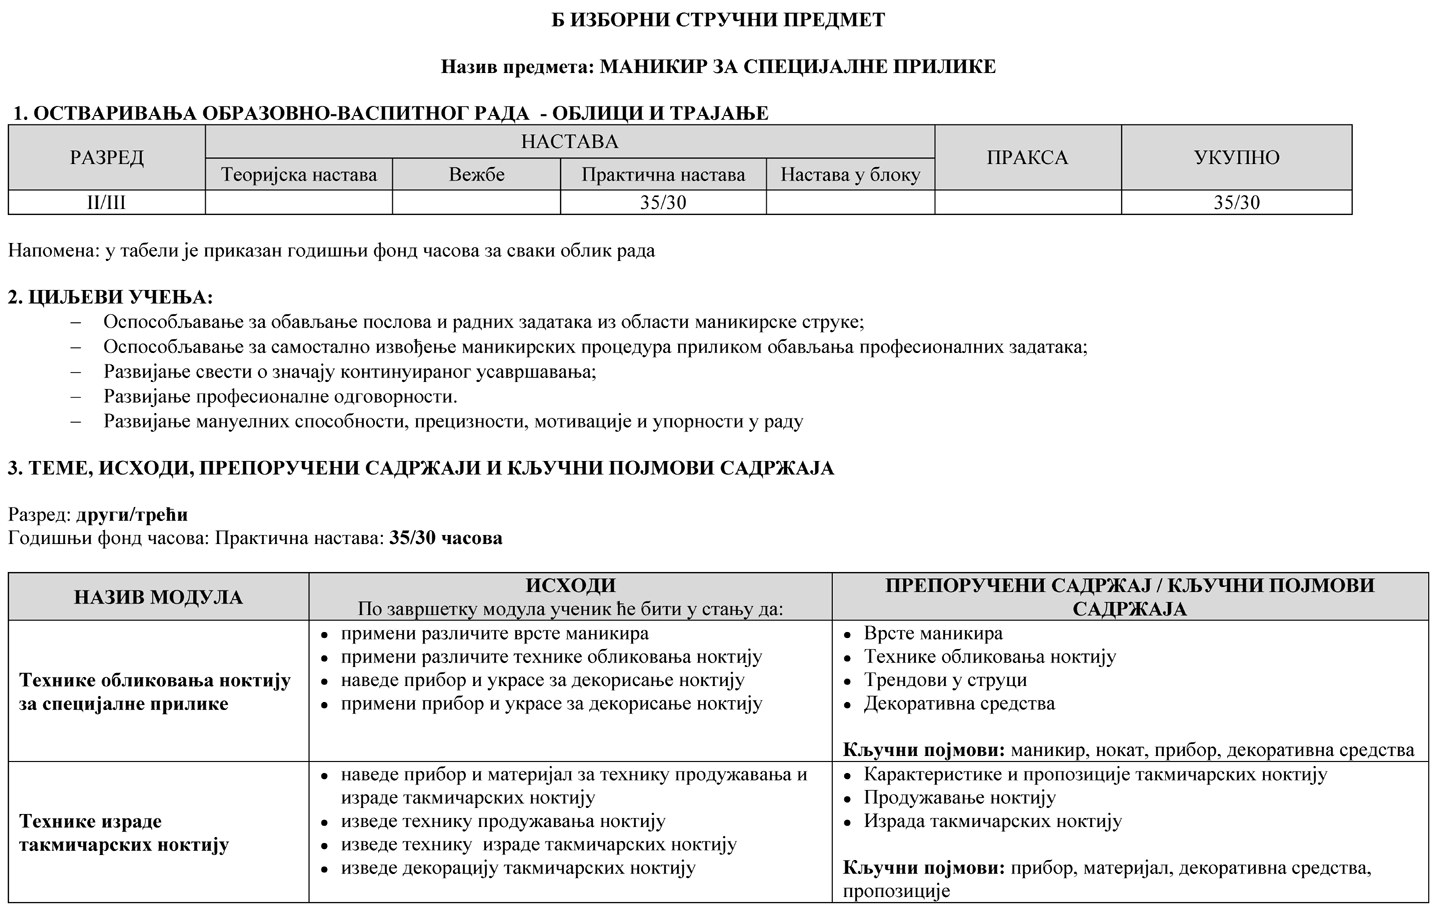 Б ИЗБОРНИ СТРУЧНИ ПРЕДМЕТ
Назив предмета: МАНИКИР ЗА СПЕЦИЈАЛНЕ ПРИЛИКЕ
1. ОСТВАРИВАЊА ОБРАЗОВНО-ВАСПИТНОГ РАДА - ОБЛИЦИ И ТРАЈАЊЕ
РАЗРЕД НАСТАВА ПРАКСА УКУПНО
Теоријска настава Вежбе Практична настава Настава у блоку
II/III 35/30 35/30
Напомена: у табели је приказан годишњи фонд часова за сваки облик рада
2. ЦИЉЕВИ УЧЕЊА:
– Оспособљавање за обављање послова и радних задатака из области маникирске струке;
– Оспособљавање за самостално извођење маникирских процедура приликом обављања професионалних задатака;
– Развијање свести о значају континуираног усавршавања;
– Развијање професионалне одговорности.
– Развијање мануелних способности, прецизности, мотивације и упорности у раду
3. ТЕМЕ, ИСХОДИ, ПРЕПОРУЧЕНИ САДРЖАЈИ И КЉУЧНИ ПОЈМОВИ САДРЖАЈА
Разред: други/трећи
Годишњи фонд часова: Практична настава: 35/30 часова
НАЗИВ МОДУЛА
ИСХОДИ
По завршетку модула ученик ће бити у стању да:
ПРЕПОРУЧЕНИ САДРЖАЈ / КЉУЧНИ ПОЈМОВИ
САДРЖАЈА
Технике обликовања ноктију
за специјалне прилике
• примени различите врсте маникира
• примени различите технике обликовања ноктију
• наведе прибор и украсе за декорисање ноктију
• примени прибор и украсе за декорисање ноктију
• Врсте маникира
• Технике обликовања ноктију
• Трендови у струци
• Декоративна средства
Кључни појмови: маникир, нокат, прибор, декоративна средства
Технике израде
такмичарских ноктију
• наведе прибор и материјал за технику продужавања и
израде такмичарских ноктију
• изведе технику продужавања ноктију
• изведе технику израде такмичарских ноктију
• изведе декорацију такмичарских ноктију
• Карактеристике и пропозиције такмичарских ноктију
• Продужавање ноктију
• Израда такмичарских ноктију
Кључни појмови: прибор, материјал, декоративна средства,
пропозиције